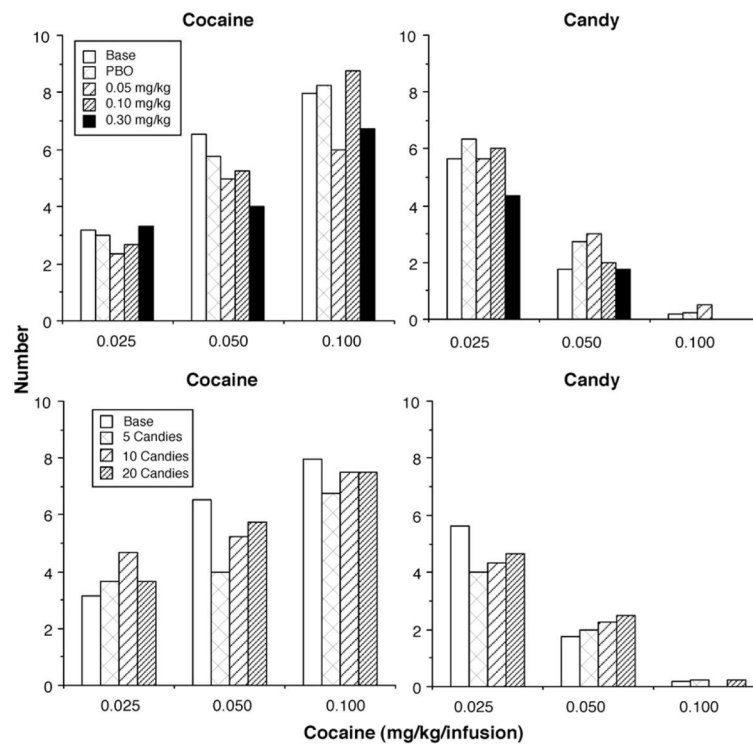 Cocaine
Candy
10
8
6
4
2
0
Base
PBO
0.05 mg/kg
0.10 mg/kg
0.30 mg/kg
0.025
0.050
0.100
10
8
6
4
2
0
0.025
0.050
0.100
Number
Cocaine
Candy
10
8
6
4
2
0
Base
5 Candies
10 Candies
20 Candies
0.025
0.050
0.100
10
8
6
4
2
0
0.025
0.050
0.100
Cocaine (mg/kg/infusion)